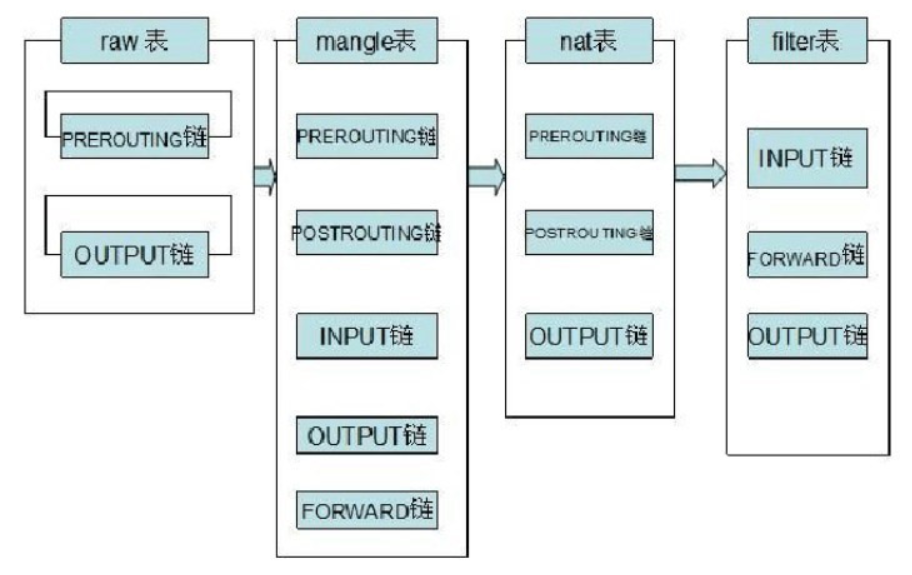 raw 表
PREROUTING链
OUTPUT链
mangle表
PREROUTING链
POSTROUTING链
INPUT链
OUTPUT链
FORWARD链
nat表
PREROUTING链
POSTROUTING链
OUTPUT链
filter表
INPUT链
FORWARD链
OUTPUT链